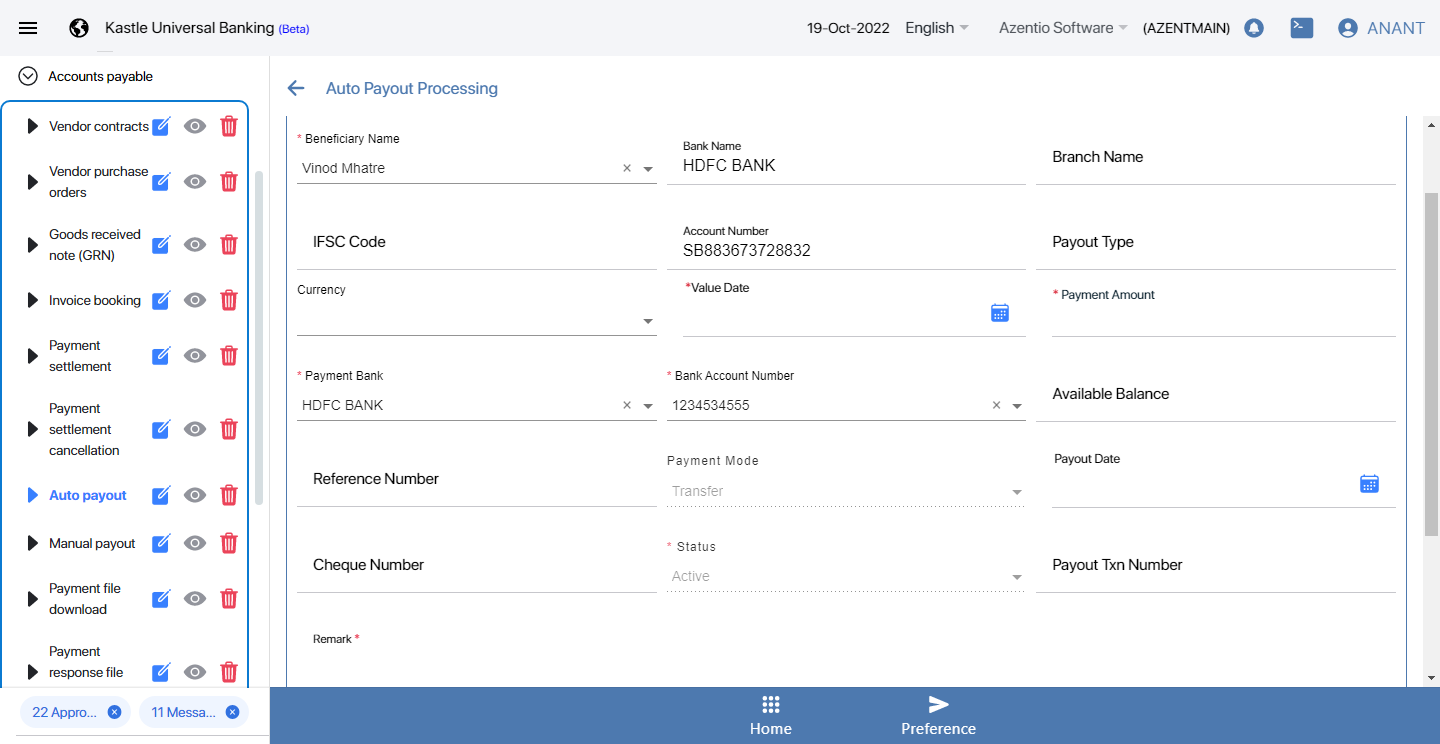 Kastle Universal Banking (Beta)
19-Oct-2022
English
Azentio Software
(AZENTMAIN)
ANANT
Accounts payable
Vendor contracts
Vendor purchase
orders
Goods received
note (GRN)
Invoice booking
Payment
settlement
Payment
settlement
cancellation
Auto payout
Manual payout
Payment file
download
Payment
response file
22 Appro...
11 Messa...
Auto Payout Processing
* Beneficiary Name
Vinod Mhatre
Bank Name
HDFC BANK
Branch Name
IFSC Code
Account Number
SB883673728832
Payout Type
Currency
*Value Date
* Payment Amount
* Payment Bank
HDFC BANK
* Bank Account Number
1234534555
Available Balance
Reference Number
Payment Mode
Transfer
Payout Date
Cheque Number
* Status
Active
Payout Txn Number
Remark *
Home
Preference